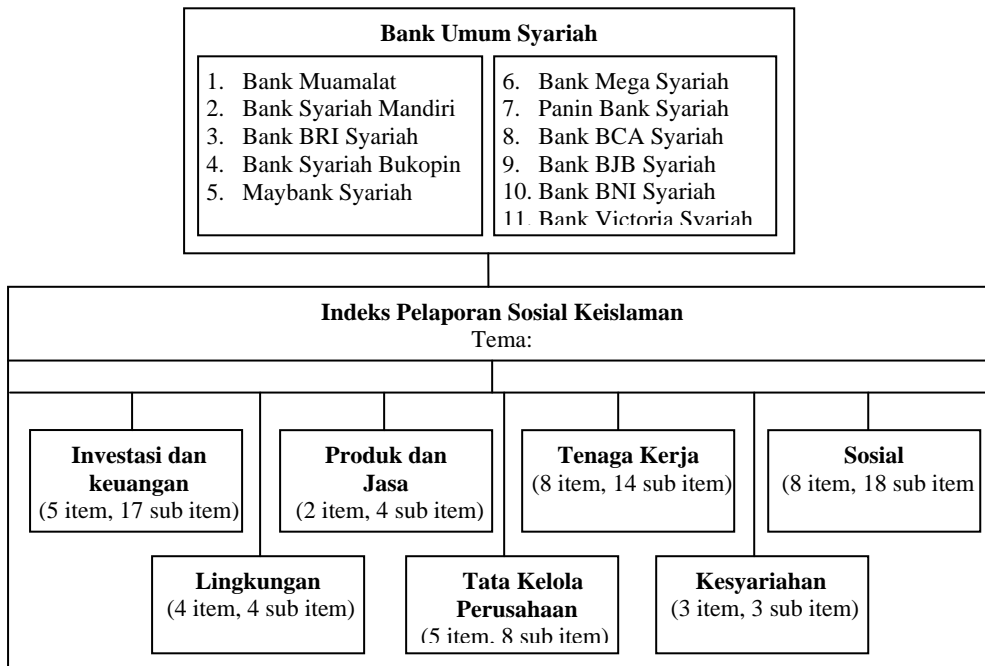 Bank Umum Syariah
1. Bank Muamalat
2. Bank Syariah Mandiri
3. Bank BRI Syariah
4. Bank Syariah Bukopin
5. Maybank Syariah
6. Bank Mega Syariah
7. Panin Bank Syariah
8. Bank BCA Syariah
9. Bank BJB Syariah
10. Bank BNI Syariah
11. Bank Victoria Syariah
Indeks Pelaporan Sosial Keislaman
Tema:
Investasi dan
keuangan
(5 item, 17 sub item)
Produk dan
Jasa
(2 item, 4 sub item)
Tenaga Kerja
(8 item, 14 sub item)
Sosial
(8 item, 18 sub item
Lingkungan
(4 item, 4 sub item)
Tata Kelola
Perusahaan
(5 item, 8 sub item)
Kesyariahan
(3 item, 3 sub item)